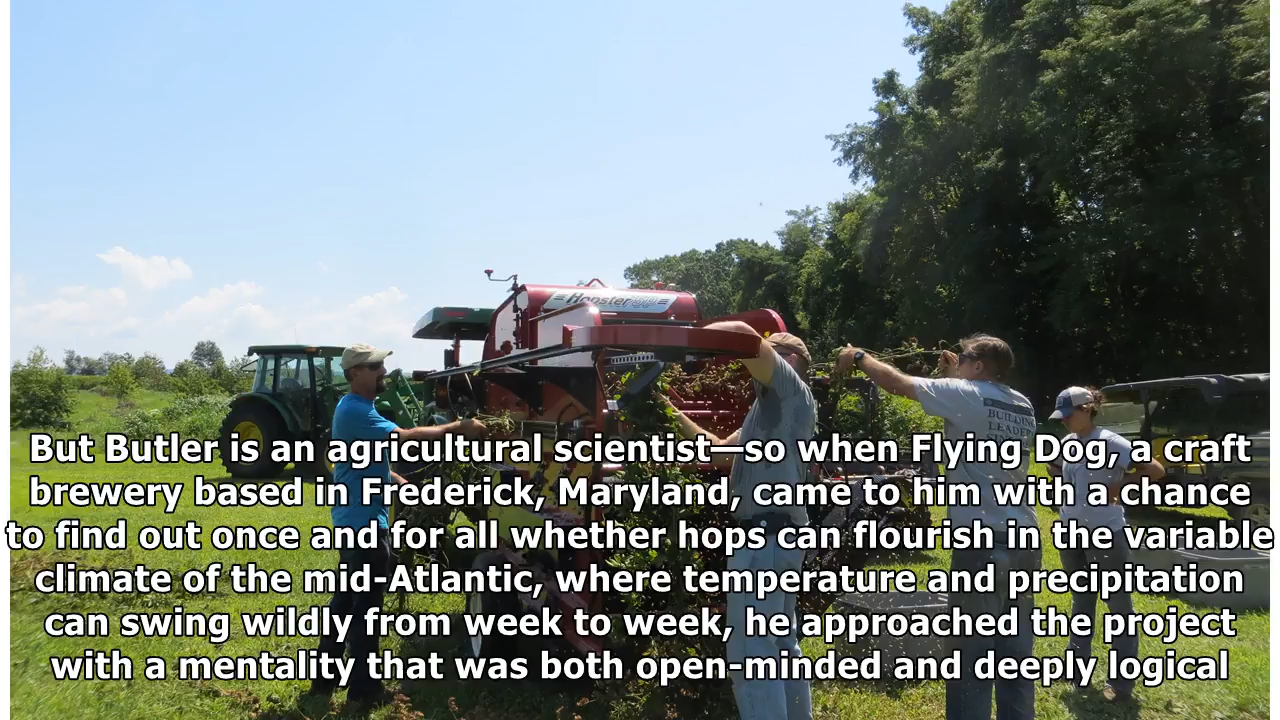 Hopster
BUILDING
LEADER
But Butler is an agricultural scientist—so when Flying Dog, a craft
brewery based in Frederick, Maryland, came to him with a chance
to find out once and for all whether hops can flourish in the variable
climate of the mid-Atlantic, where temperature and precipitation
can swing wildly from week to week, he approached the project
with a mentality that was both open-minded and deeply logical